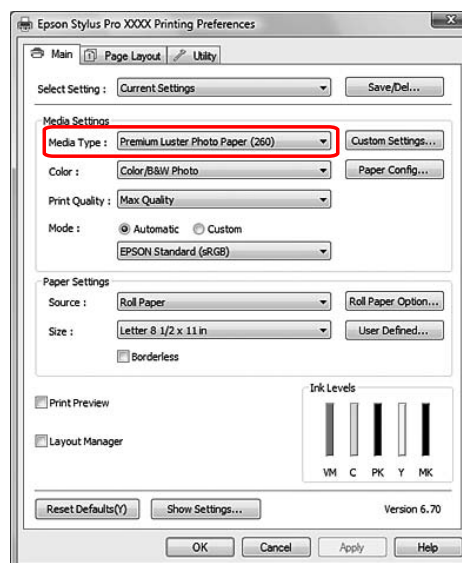 Epson Stylus Pro XXXX Printing Preferences
Main Page Layout Utility
Select Setting : Current Settings Save/Del...
Media Settings
Media Type : Premium Luster Photo Paper (260) Custom Settings...
Color : Color/B&W Photo Paper Config...
Print Quality : Max Quality
Mode : Automatic Custom
EPSON Standard (sRGB)
Paper Settings
Source : Roll Paper Roll Paper Option...
Size : Letter 8 1/2 x 11 in User Defined...
Borderless
Print Preview
Layout Manager
Ink Levels
VM C PK Y MK
Reset Defaults(Y) Show Settings... Version 6.70
OK Cancel Apply Help